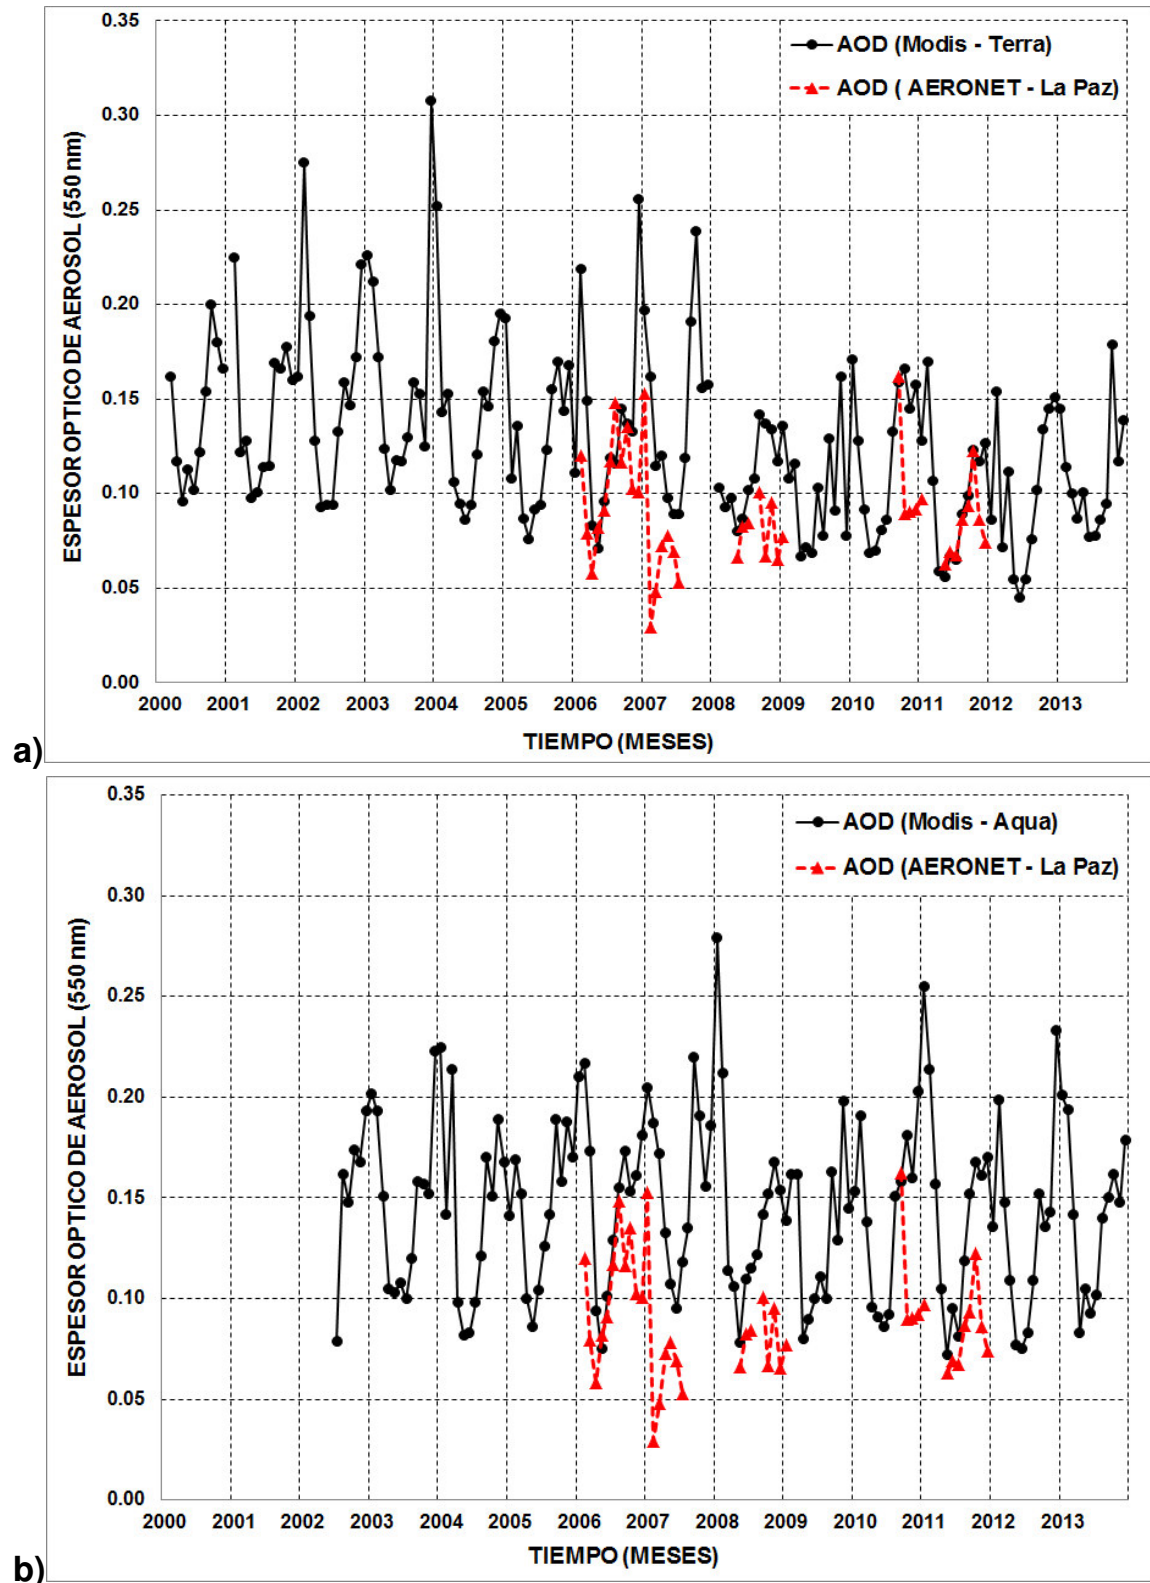 0.35
AOD (Modis - Terra)
AOD ( AERONET - La Paz)
0.30
0.25
0.20
0.15
0.10
0.05
0.00
ESPESOR OPTICO DE AEROSOL (550 nm)
2000 2001 2002 2003 2004 2005 2006 2007 2008 2009 2010 2011 2012 2013
TIEMPO (MESES)
a)
0.35
AOD (Modis - Aqua)
AOD (AERONET - La Paz)
0.30
0.25
0.20
0.15
0.10
0.05
0.00
ESPESOR OPTICO DE AEROSOL (550 nm)
2000 2001 2002 2003 2004 2005 2006 2007 2008 2009 2010 2011 2012 2013
TIEMPO (MESES)
b)